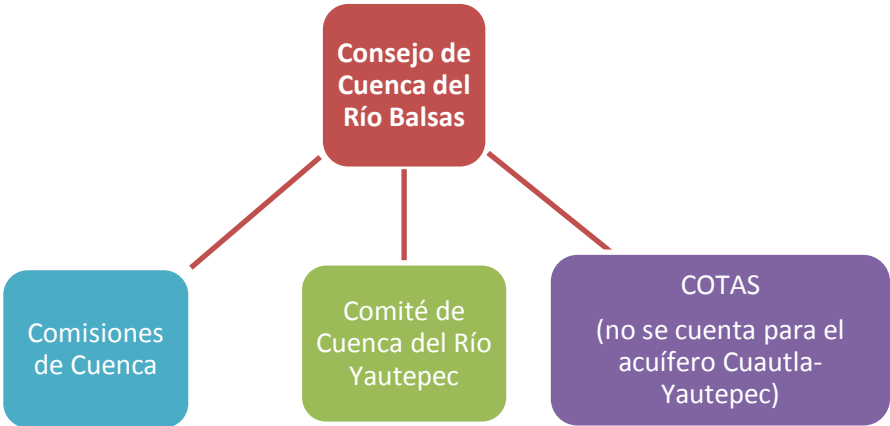 Consejo de
Cuenca del
Río Balsas
Comisiones
de Cuenca
Comité de
Cuenca del Río
Yautepec
COTAS
(no se cuenta para el
acuífero Cuautla-
Yautepec)